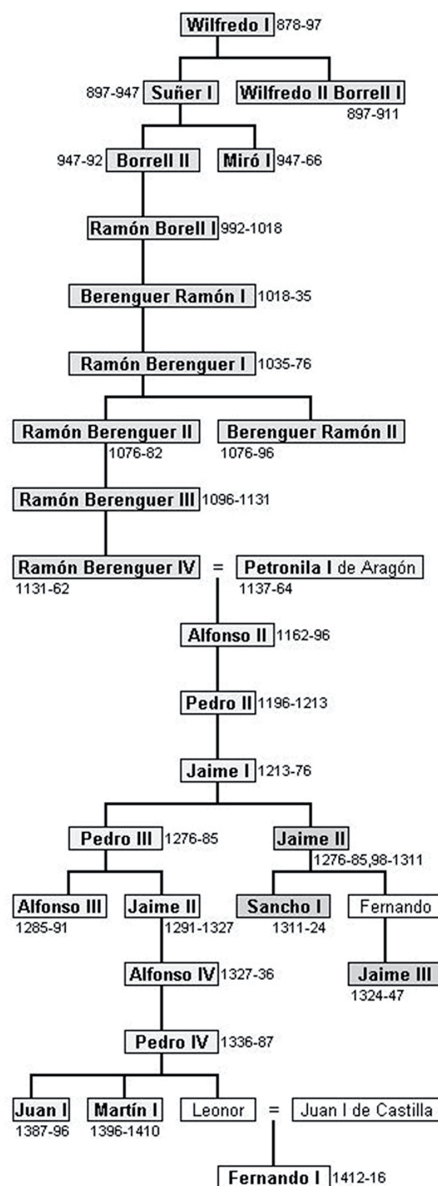 Wilfredo I 878-97
897-947 Suñer I Wilfredo II Borrell I
897-911
947-92 Borrell II Miró I 947-66
Ramón Borell I 992-1018
Berenguer Ramón I 1018-35
Ramón Berenguer I 1035-76
Ramón Berenguer II Berenguer Ramón II
1076-82 1076-96
Ramón Berenguer III 1096-1131
Ramón Berenguer IV = Petronila I de Aragón
1131-62 1137-64
Alfonso II 1162-96
Pedro II 1196-1213
Jaime I 1213-76
Pedro III 1276-85 Jaime II
1276-85,98-1311
Alfonso III Jaime II Sancho I Fernando
1285-91 1291-1327 1311-24
Alfonso IV 1327-36 Jaime III
1324-47
Pedro IV 1336-87
Juan I Martín I Leonor = Juan I de Castilla
1387-96 1396-1410
Fernando I 1412-16